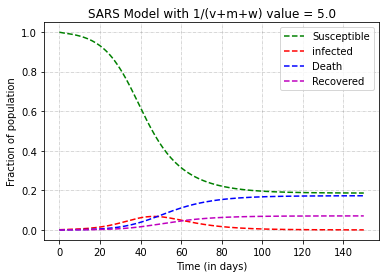 SARS Model with 1/(v+m+w) value = 5.0
Susceptible
infected
Death
Recovered
Fraction of population
1.0
0.8
0.6
0.4
0.2
0.0
0 20 40 60 80 100 120 140
Time (in days)